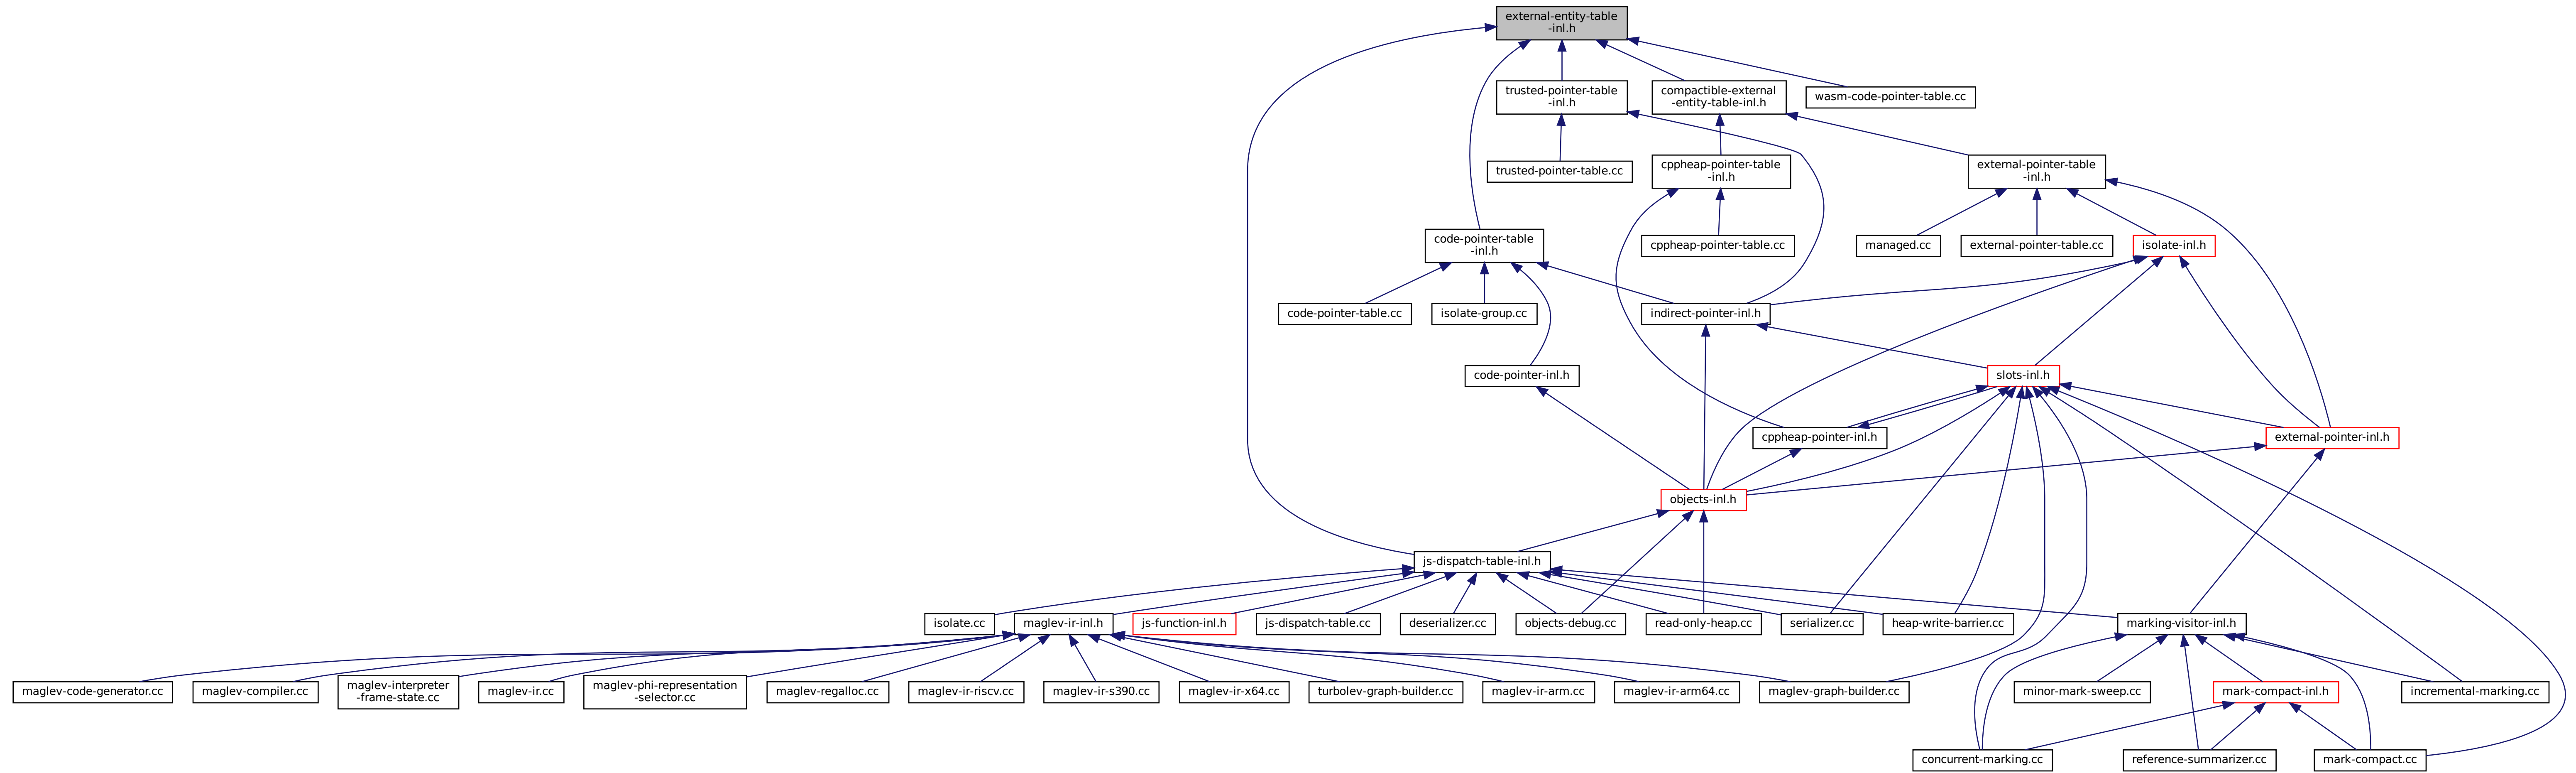 external-entity-table
-inl.h
trusted-pointer-table
-inl.h
compactible-external
-entity-table-inl.h
wasm-code-pointer-table.cc
trusted-pointer-table.cc
cppheap-pointer-table
-inl.h
external-pointer-table
-inl.h
code-pointer-table
-inl.h
cppheap-pointer-table.cc
managed.cc
external-pointer-table.cc
isolate-inl.h
code-pointer-table.cc
isolate-group.cc
indirect-pointer-inl.h
code-pointer-inl.h
slots-inl.h
cppheap-pointer-inl.h
external-pointer-inl.h
objects-inl.h
js-dispatch-table-inl.h
isolate.cc
maglev-ir-inl.h
js-function-inl.h
js-dispatch-table.cc
deserializer.cc
objects-debug.cc
read-only-heap.cc
serializer.cc
heap-write-barrier.cc
marking-visitor-inl.h
maglev-code-generator.cc
maglev-compiler.cc
maglev-interpreter
-frame-state.cc
maglev-ir.cc
maglev-phi-representation
-selector.cc
maglev-regalloc.cc
maglev-ir-riscv.cc
maglev-ir-s390.cc
maglev-ir-x64.cc
turbolev-graph-builder.cc
maglev-ir-arm.cc
maglev-ir-arm64.cc
maglev-graph-builder.cc
minor-mark-sweep.cc
mark-compact-inl.h
incremental-marking.cc
concurrent-marking.cc
reference-summarizer.cc
mark-compact.cc